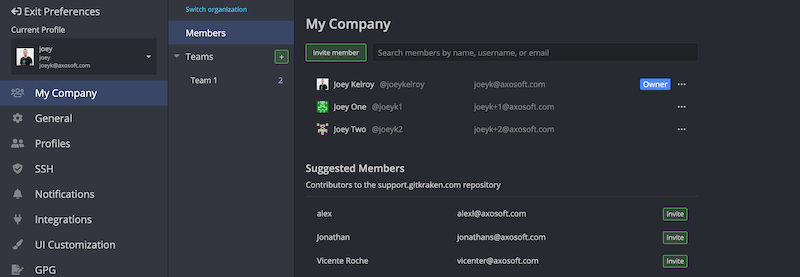 Exit Preferences
Current Profile
joey
joey
joeyk@axosoft.com
My Company
General
Profiles
SSH
Notifications
Integrations
UI Customization
GPG
Switch organization
Members
Teams +
Team 1 2
My Company
Invite member Search members by name, username, or email
Joey Kelroy @joeykelroy joeyk@axosoft.com Owner ...
Joey One @joeyk1 joeyk+1@axosoft.com ...
Joey Two @joeyk2 joeyk+2@axosoft.com ...
Suggested Members
Contributors to the support.gitkraken.com repository
alex alexl@axosoft.com Invite
Jonathan jonathans@axosoft.com Invite
Vicente Roche vicenter@axosoft.com Invite